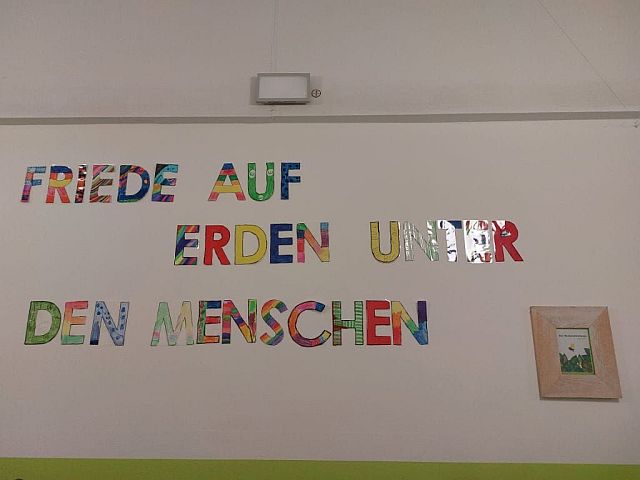 FRIEDE AUF
ERDEN UNTER
DEN MENSCHEN